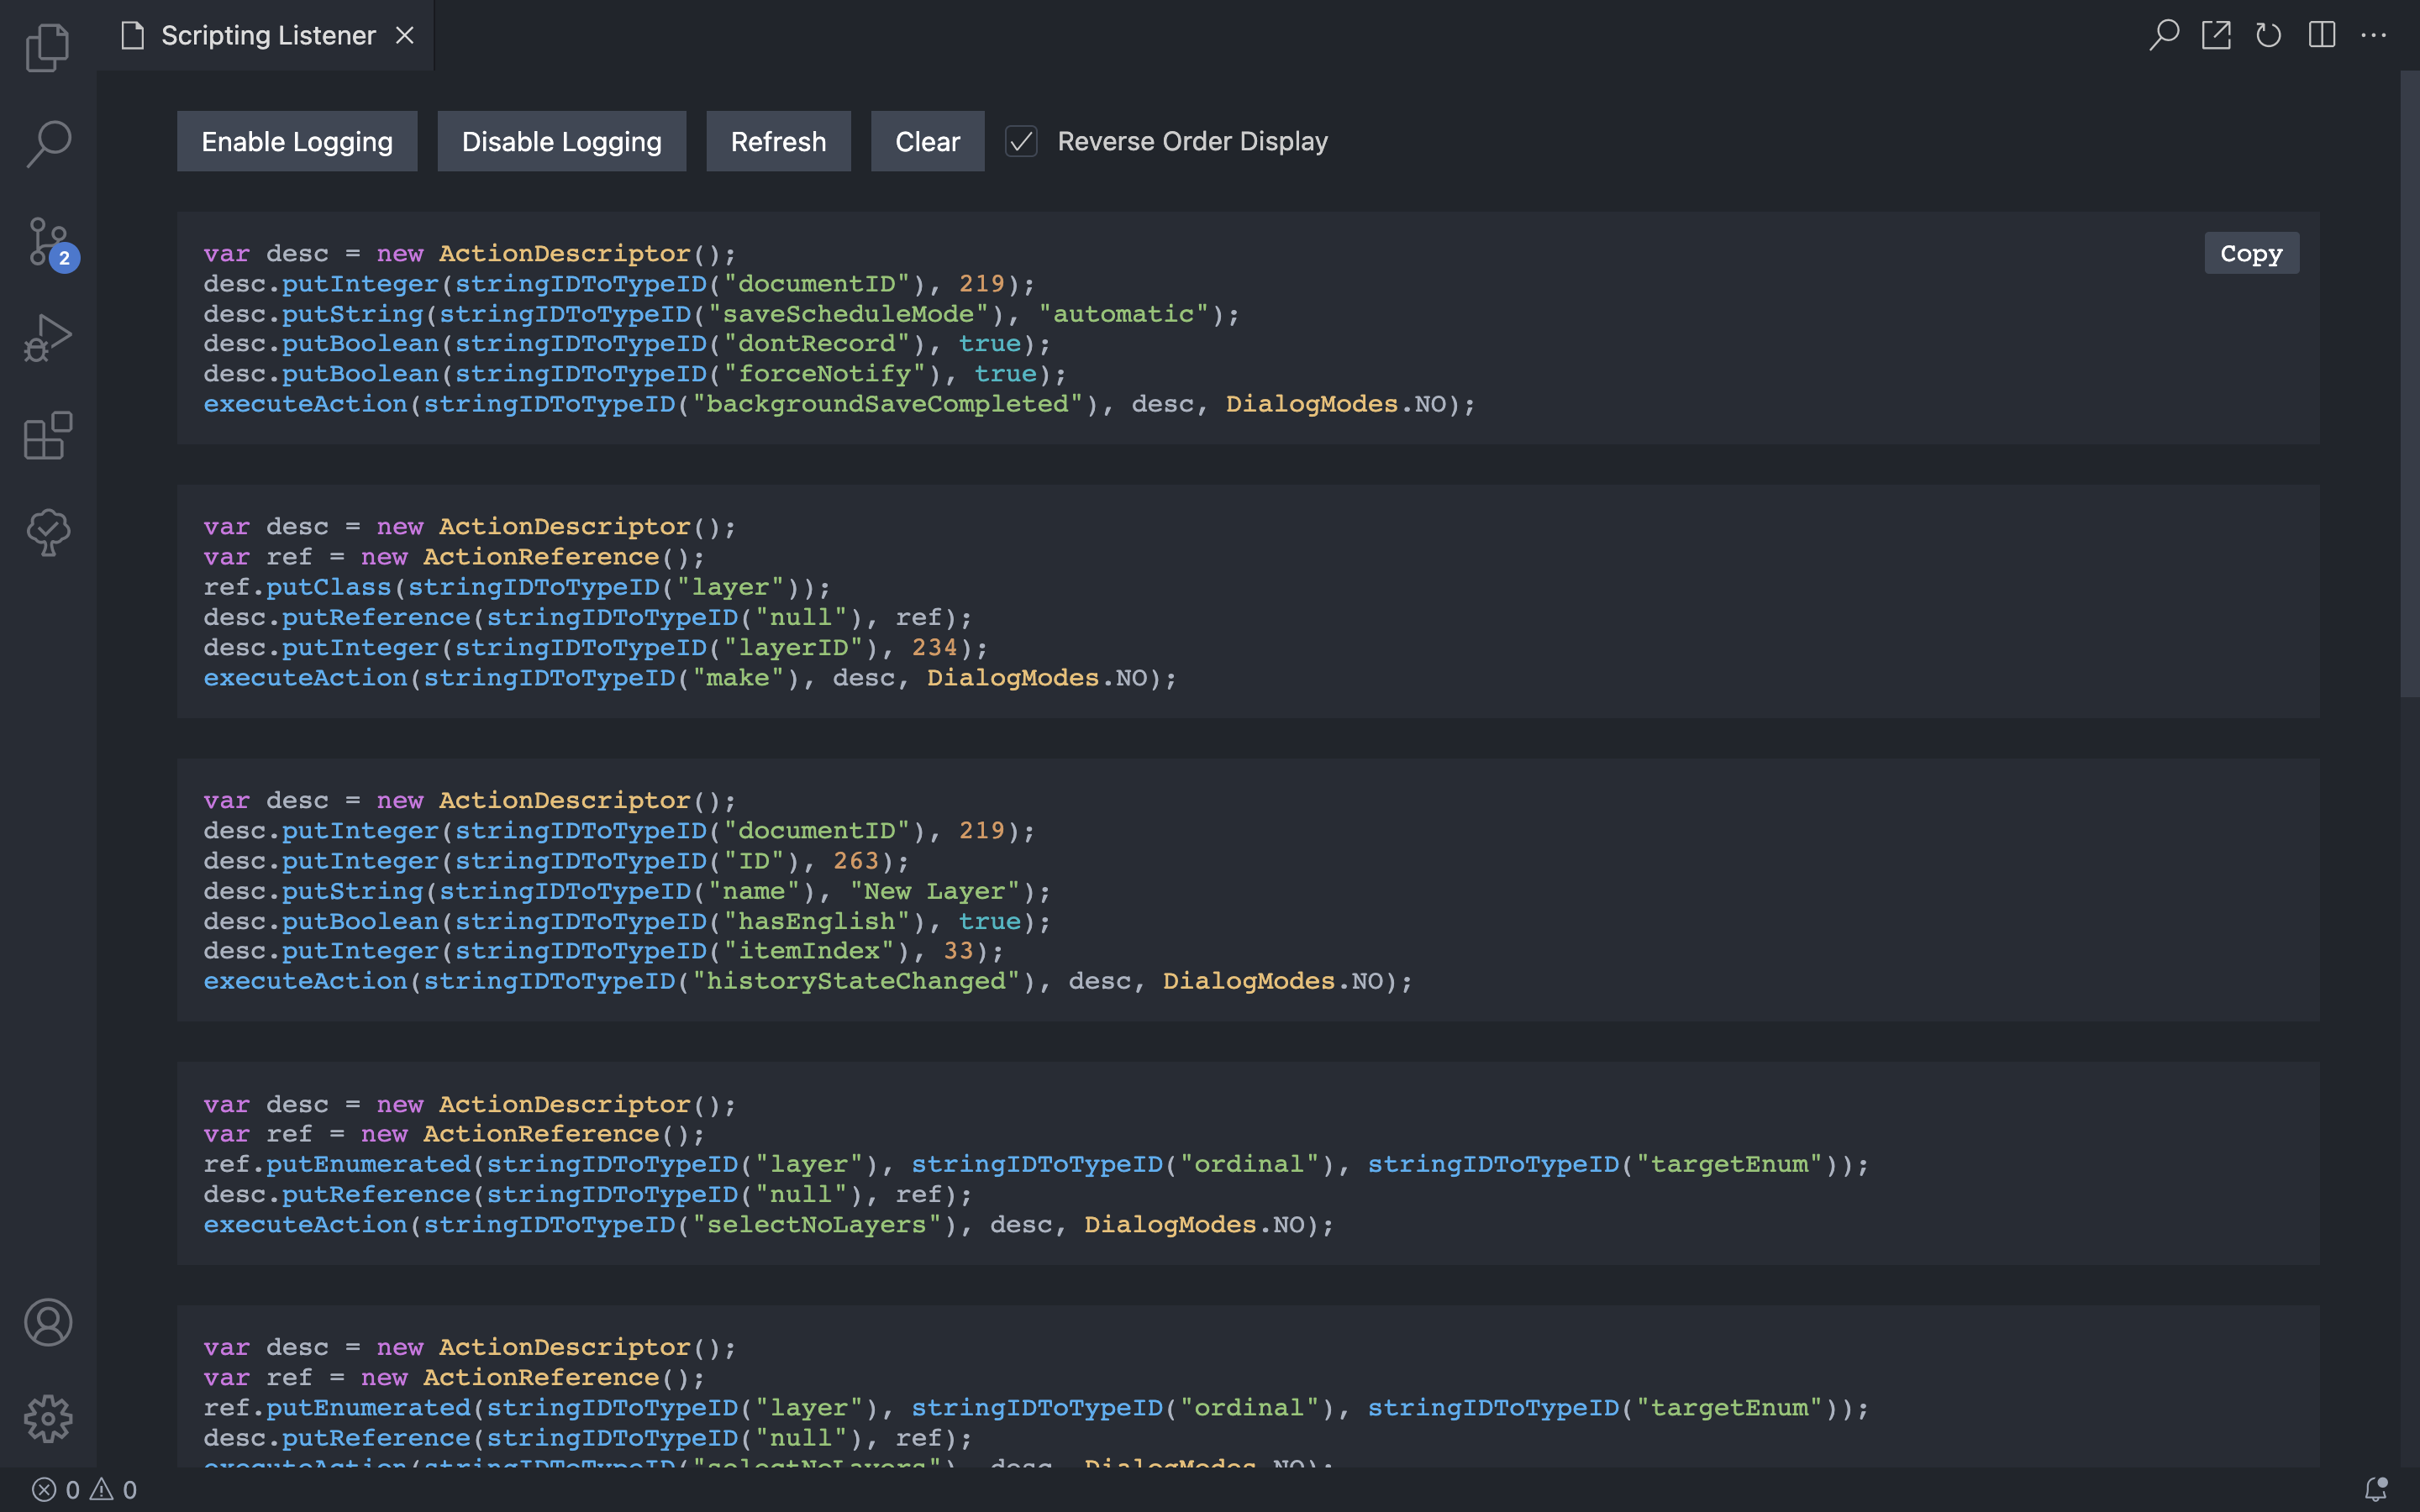 Scripting Listener
Enable Logging Disable Logging Refresh Clear Reverse Order Display
2
var desc = new ActionDescriptor();
Copy
desc.putInteger(stringIDToTypeID("documentID"), 219);
desc.putString(stringIDToTypeID("saveScheduleMode"), "automatic");
desc.putBoolean(stringIDToTypeID("dontRecord"), true);
desc.putBoolean(stringIDToTypeID("forceNotify"), true);
executeAction(stringIDToTypeID("backgroundSaveCompleted"), desc, DialogModes.NO);
var desc = new ActionDescriptor();
var ref = new ActionReference();
ref.putClass(stringIDToTypeID("layer"));
desc.putReference(stringIDToTypeID("null"), ref);
desc.putInteger(stringIDToTypeID("layerID"), 234);
executeAction(stringIDToTypeID("make"), desc, DialogModes.NO);
var desc = new ActionDescriptor();
desc.putInteger(stringIDToTypeID("documentID"), 219);
desc.putInteger(stringIDToTypeID("ID"), 263);
desc.putString(stringIDToTypeID("name"), "New Layer");
desc.putBoolean(stringIDToTypeID("hasEnglish"), true);
desc.putInteger(stringIDToTypeID("itemIndex"), 33);
executeAction(stringIDToTypeID("historyStateChanged"), desc, DialogModes.NO);
var desc = new ActionDescriptor();
var ref = new ActionReference();
ref.putEnumerated(stringIDToTypeID("layer"), stringIDToTypeID("ordinal"), stringIDToTypeID("targetEnum"));
desc.putReference(stringIDToTypeID("null"), ref);
executeAction(stringIDToTypeID("selectNoLayers"), desc, DialogModes.NO);
var desc = new ActionDescriptor();
var ref = new ActionReference();
ref.putEnumerated(stringIDToTypeID("layer"), stringIDToTypeID("ordinal"), stringIDToTypeID("targetEnum"));
desc.putReference(stringIDToTypeID("null"), ref);
executeAction(stringIDToTypeID("selectNoLayers"), desc, DialogModes.NO);
0 0